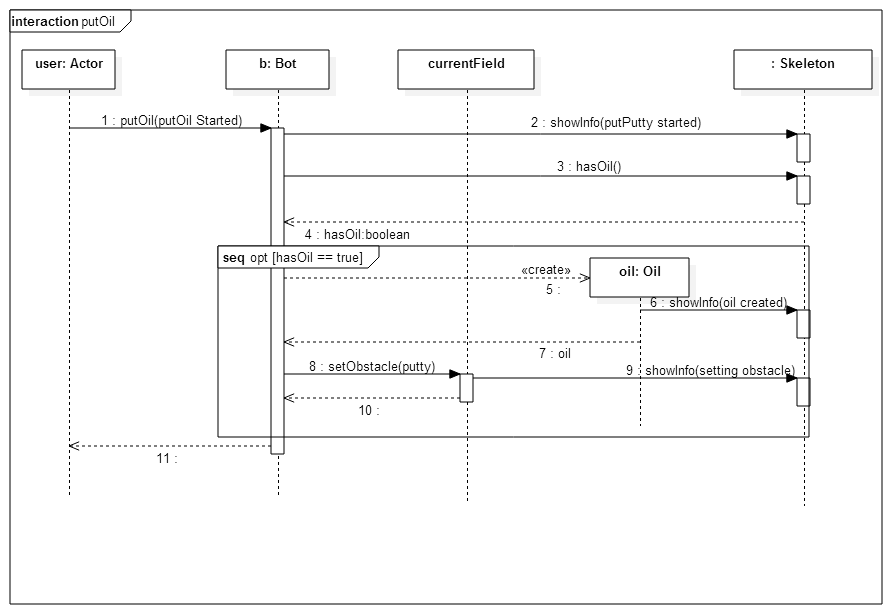 interaction putOil
user: Actor
b: Bot
currentField
: Skeleton
1 : putOil(putOil Started)
2 : showInfo(putPutty started)
3 : hasOil()
4 : hasOil:boolean
seq opt [hasOil == true]
«create»
5 :
oil: Oil
6 : showInfo(oil created)
7 : oil
8 : setObstacle(putty)
9 : showInfo(setting obstacle)
10 :
11 :